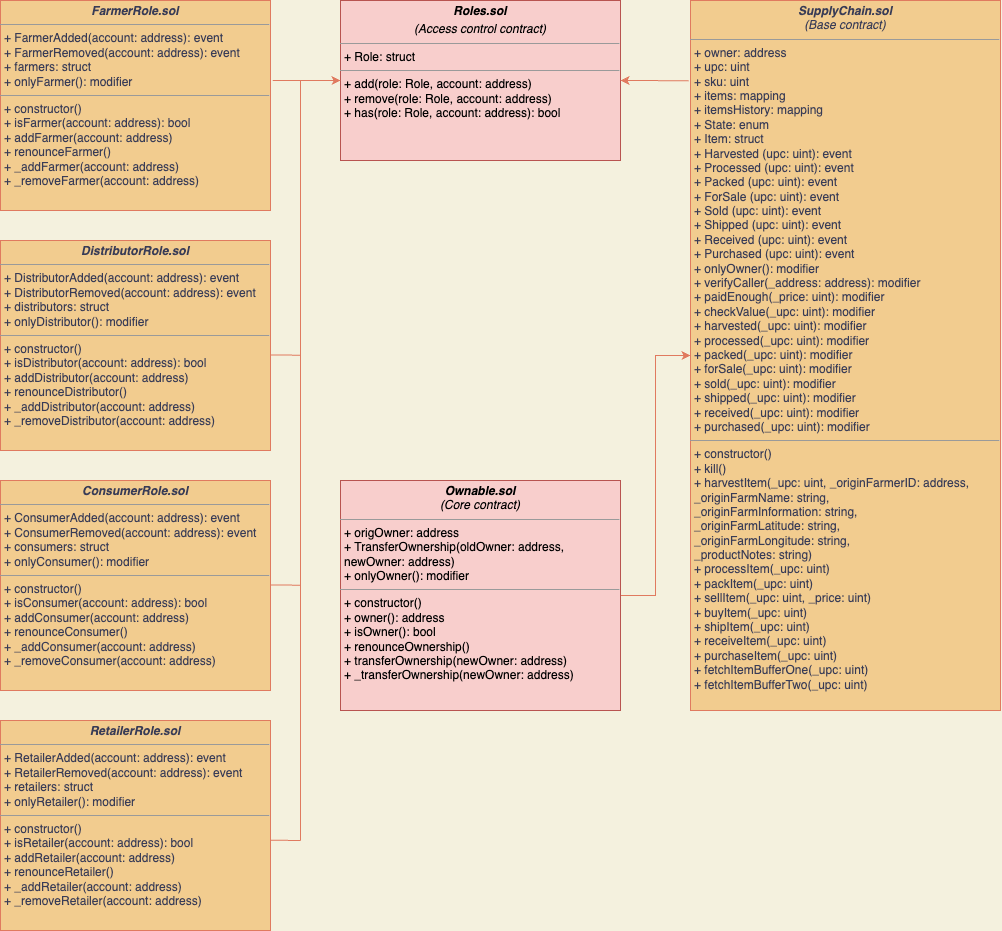 FarmerRole.sol
+ FarmerAdded(account: address): event
+ FarmerRemoved(account: address): event
+ farmers: struct
+ onlyFarmer(): modifier
+ constructor()
+ isFarmer(account: address): bool
+ addFarmer(account: address)
+ renounceFarmer()
+ _addFarmer(account: address)
+ _removeFarmer(account: address)
DistributorRole.sol
+ DistributorAdded(account: address): event
+ DistributorRemoved(account: address): event
+ distributors: struct
+ onlyDistributor(): modifier
+ constructor()
+ isDistributor(account: address): bool
+ addDistributor(account: address)
+ renounceDistributor()
+ _addDistributor(account: address)
+ _removeDistributor(account: address)
ConsumerRole.sol
+ ConsumerAdded(account: address): event
+ ConsumerRemoved(account: address): event
+ consumers: struct
+ onlyConsumer(): modifier
+ constructor()
+ isConsumer(account: address): bool
+ addConsumer(account: address)
+ renounceConsumer()
+ _addConsumer(account: address)
+ _removeConsumer(account: address)
RetailerRole.sol
+ RetailerAdded(account: address): event
+ RetailerRemoved(account: address): event
+ retailers: struct
+ onlyRetailer(): modifier
+ constructor()
+ isRetailer(account: address): bool
+ addRetailer(account: address)
+ renounceRetailer()
+ _addRetailer(account: address)
+ _removeRetailer(account: address)
Roles.sol
(Access control contract)
+ Role: struct
+ add(role: Role, account: address)
+ remove(role: Role, account: address)
+ has(role: Role, account: address): bool
Ownable.sol
(Core contract)
+ origOwner: address
+ TransferOwnership(oldOwner: address,
newOwner: address)
+ onlyOwner(): modifier
+ constructor()
+ owner(): address
+ isOwner(): bool
+ renounceOwnership()
+ transferOwnership(newOwner: address)
+ _transferOwnership(newOwner: address)
SupplyChain.sol
(Base contract)
+ owner: address
+ upc: uint
+ sku: uint
+ items: mapping
+ itemsHistory: mapping
+ State: enum
+ Item: struct
+ Harvested (upc: uint): event
+ Processed (upc: uint): event
+ Packed (upc: uint): event
+ ForSale (upc: uint): event
+ Sold (upc: uint): event
+ Shipped (upc: uint): event
+ Received (upc: uint): event
+ Purchased (upc: uint): event
+ onlyOwner(): modifier
+ verifyCaller(_address: address): modifier
+ paidEnough(_price: uint): modifier
+ checkValue(_upc: uint): modifier
+ harvested(_upc: uint): modifier
+ processed(_upc: uint): modifier
+ packed(_upc: uint): modifier
+ forSale(_upc: uint): modifier
+ sold(_upc: uint): modifier
+ shipped(_upc: uint): modifier
+ received(_upc: uint): modifier
+ purchased(_upc: uint): modifier
+ constructor()
+ kill()
+ harvestItem(_upc: uint, _originFarmerID: address,
_originFarmName: string,
_originFarmInformation: string,
_originFarmLatitude: string,
_originFarmLongitude: string,
_productNotes: string)
+ processItem(_upc: uint)
+ packItem(_upc: uint)
+ sellItem(_upc: uint, _price: uint)
+ buyItem(_upc: uint)
+ shipItem(_upc: uint)
+ receiveItem(_upc: uint)
+ purchaseItem(_upc: uint)
+ fetchItemBufferOne(_upc: uint)
+ fetchItemBufferTwo(_upc: uint)